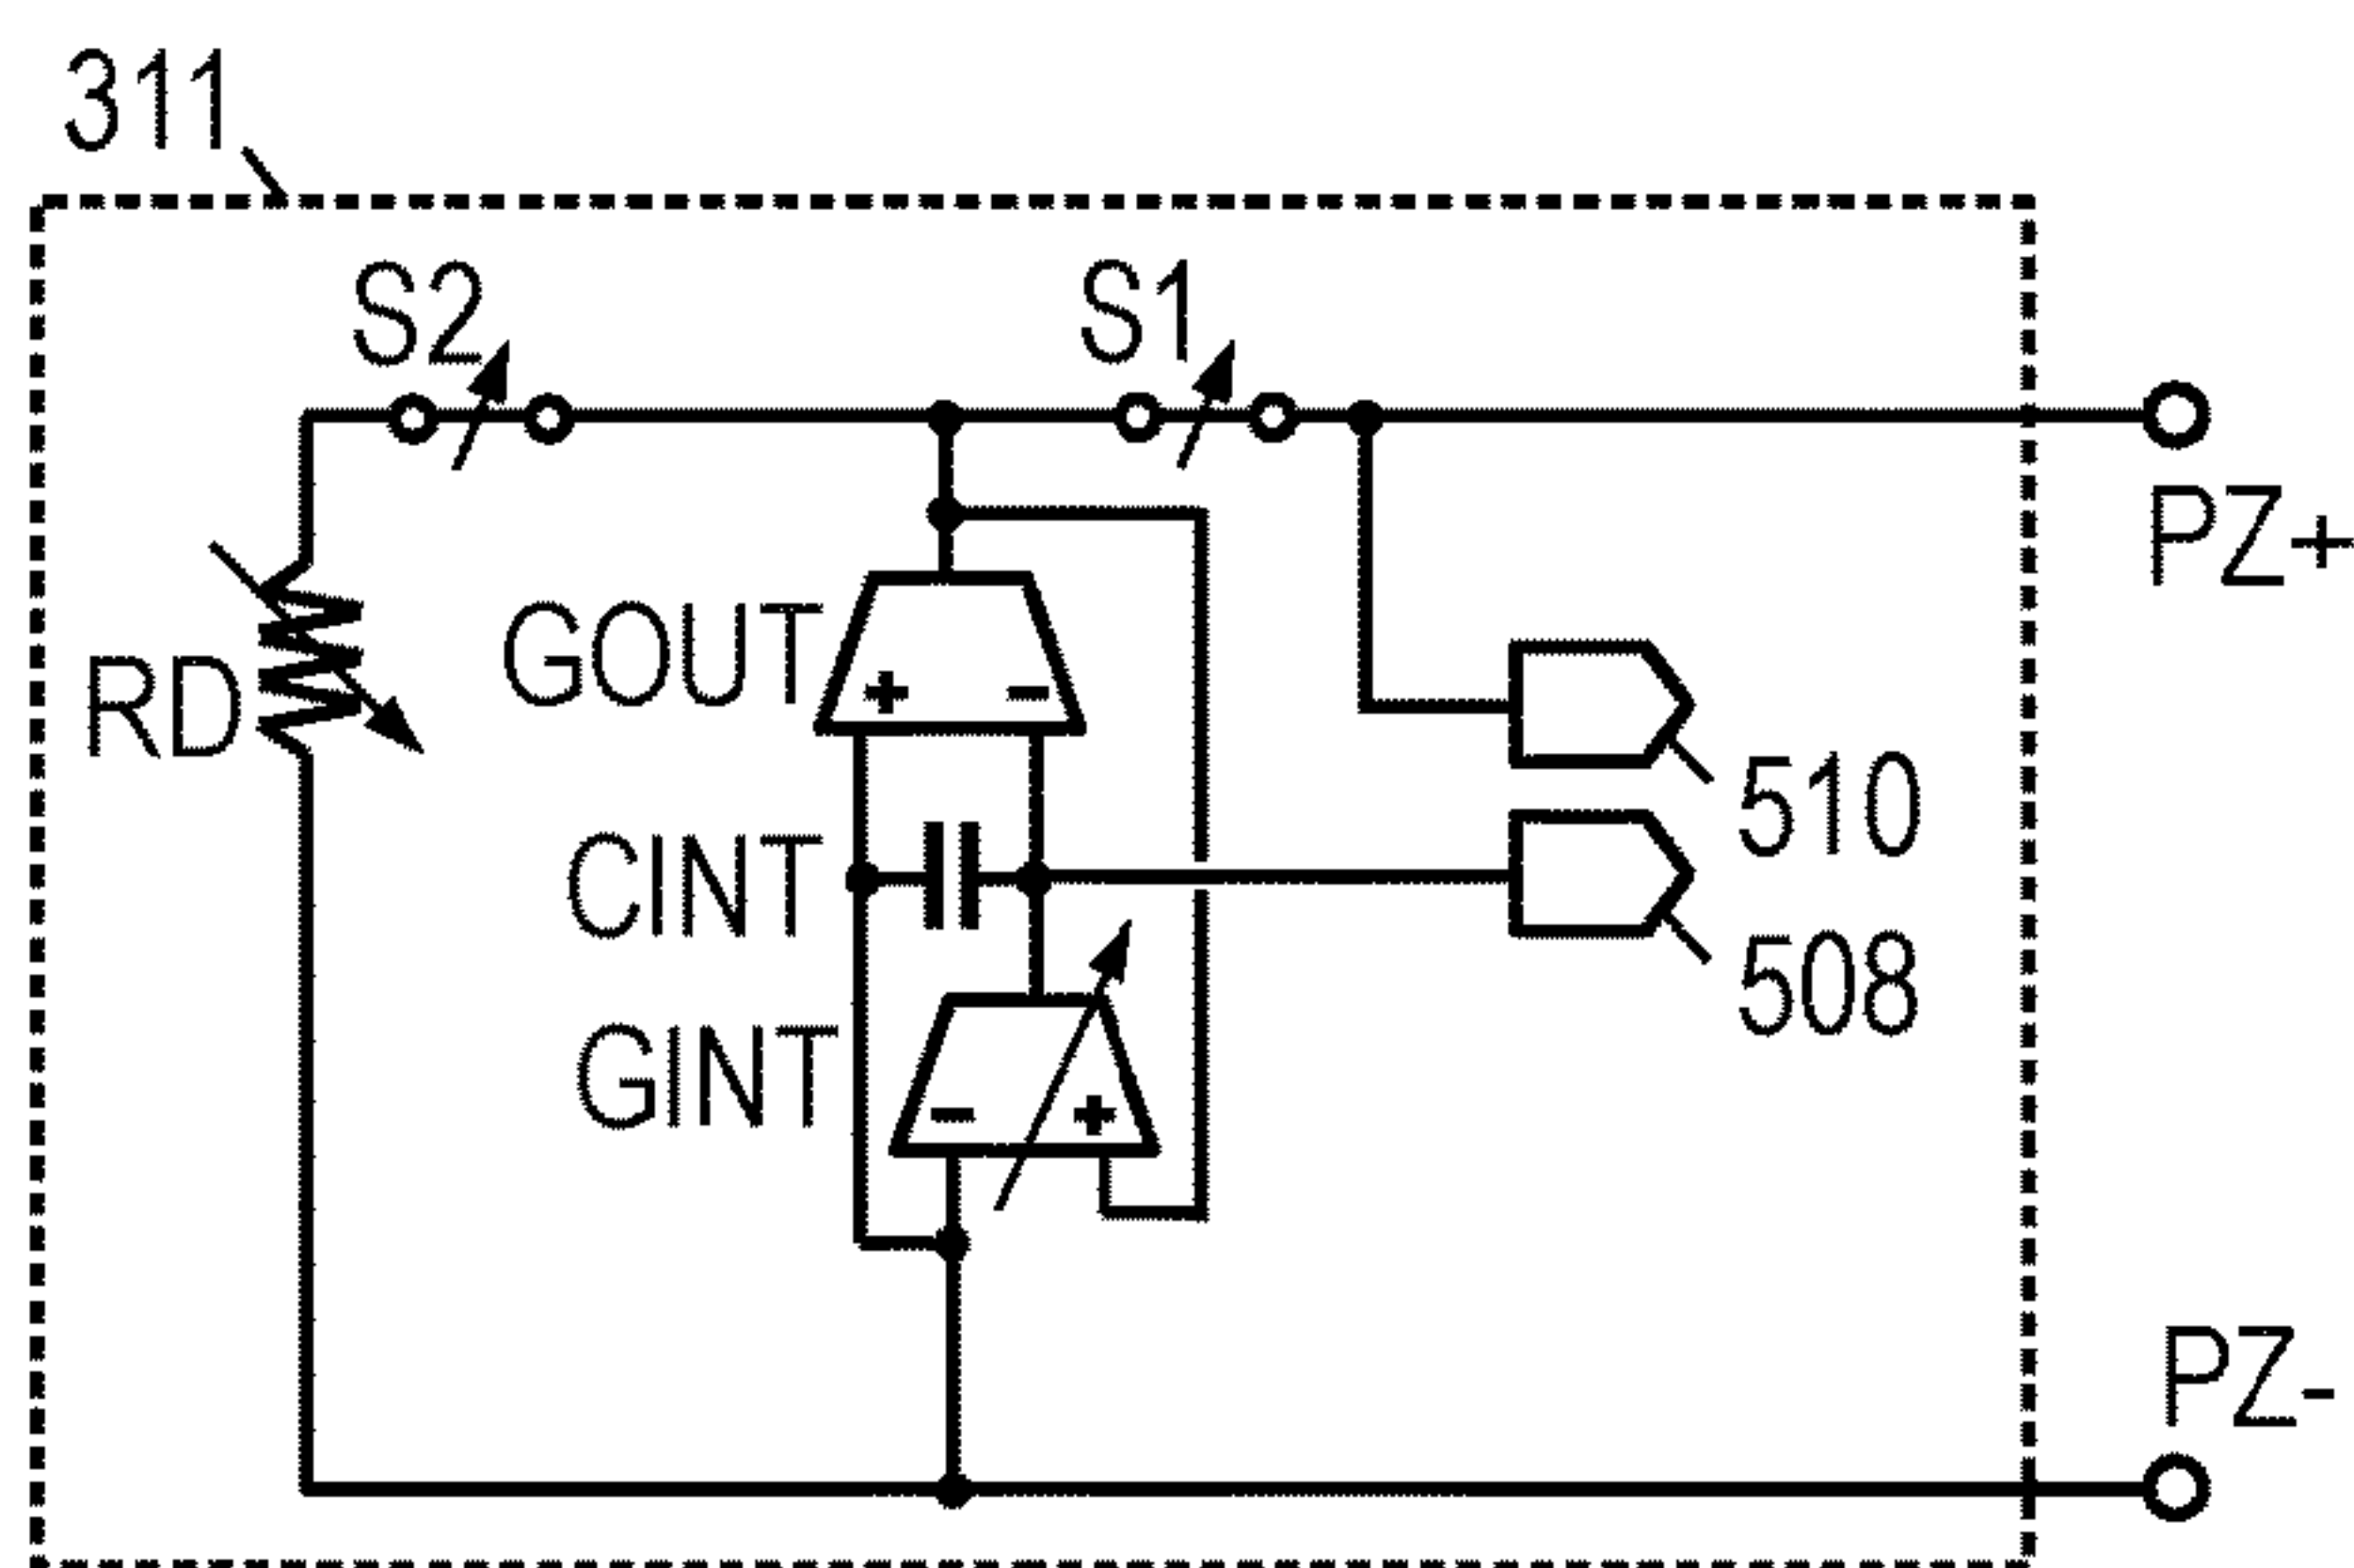 311
S2
S1
PZ+
GOUT
+ -
RD
510
CINT
508
GINT
- +
PZ-